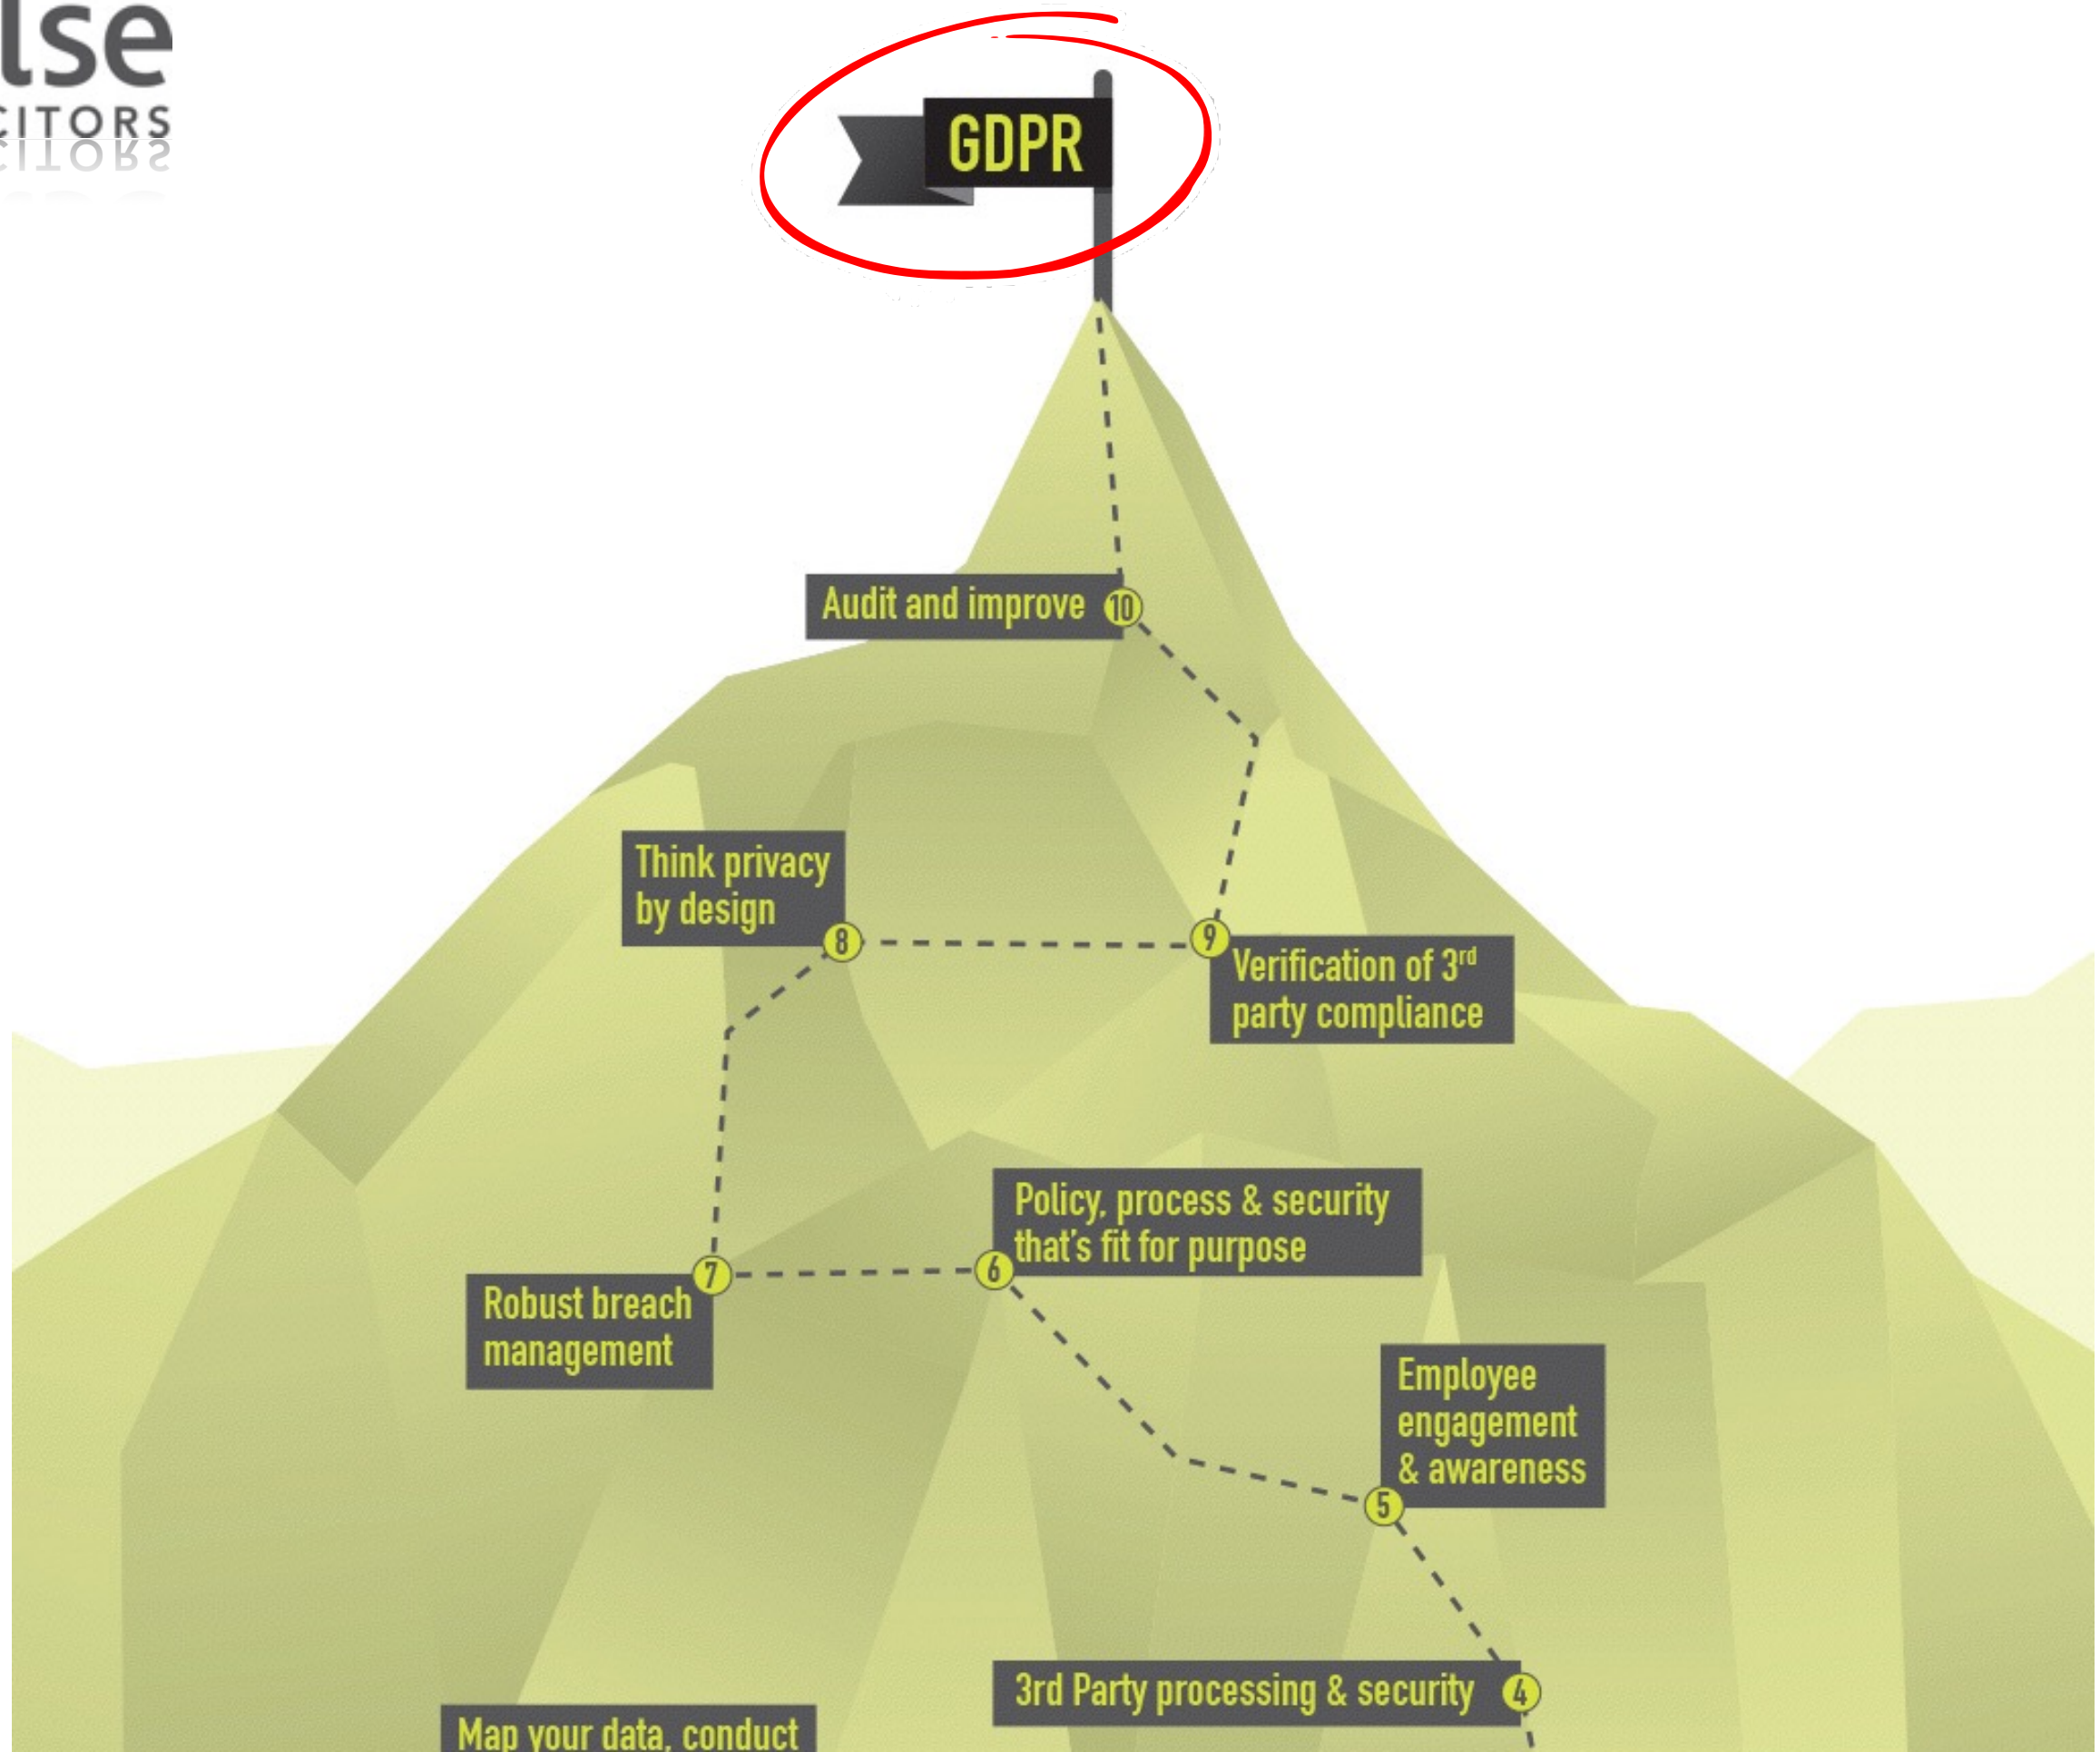 lse
CITORS
GDPR
Audit and improve 10
Think privacy
by design
8
9
Verification of 3rd
party compliance
Policy, process & security
that's fit for purpose
7
6
Robust breach
management
Employee
engagement
& awareness
5
3rd Party processing & security 4
Map your data, conduct